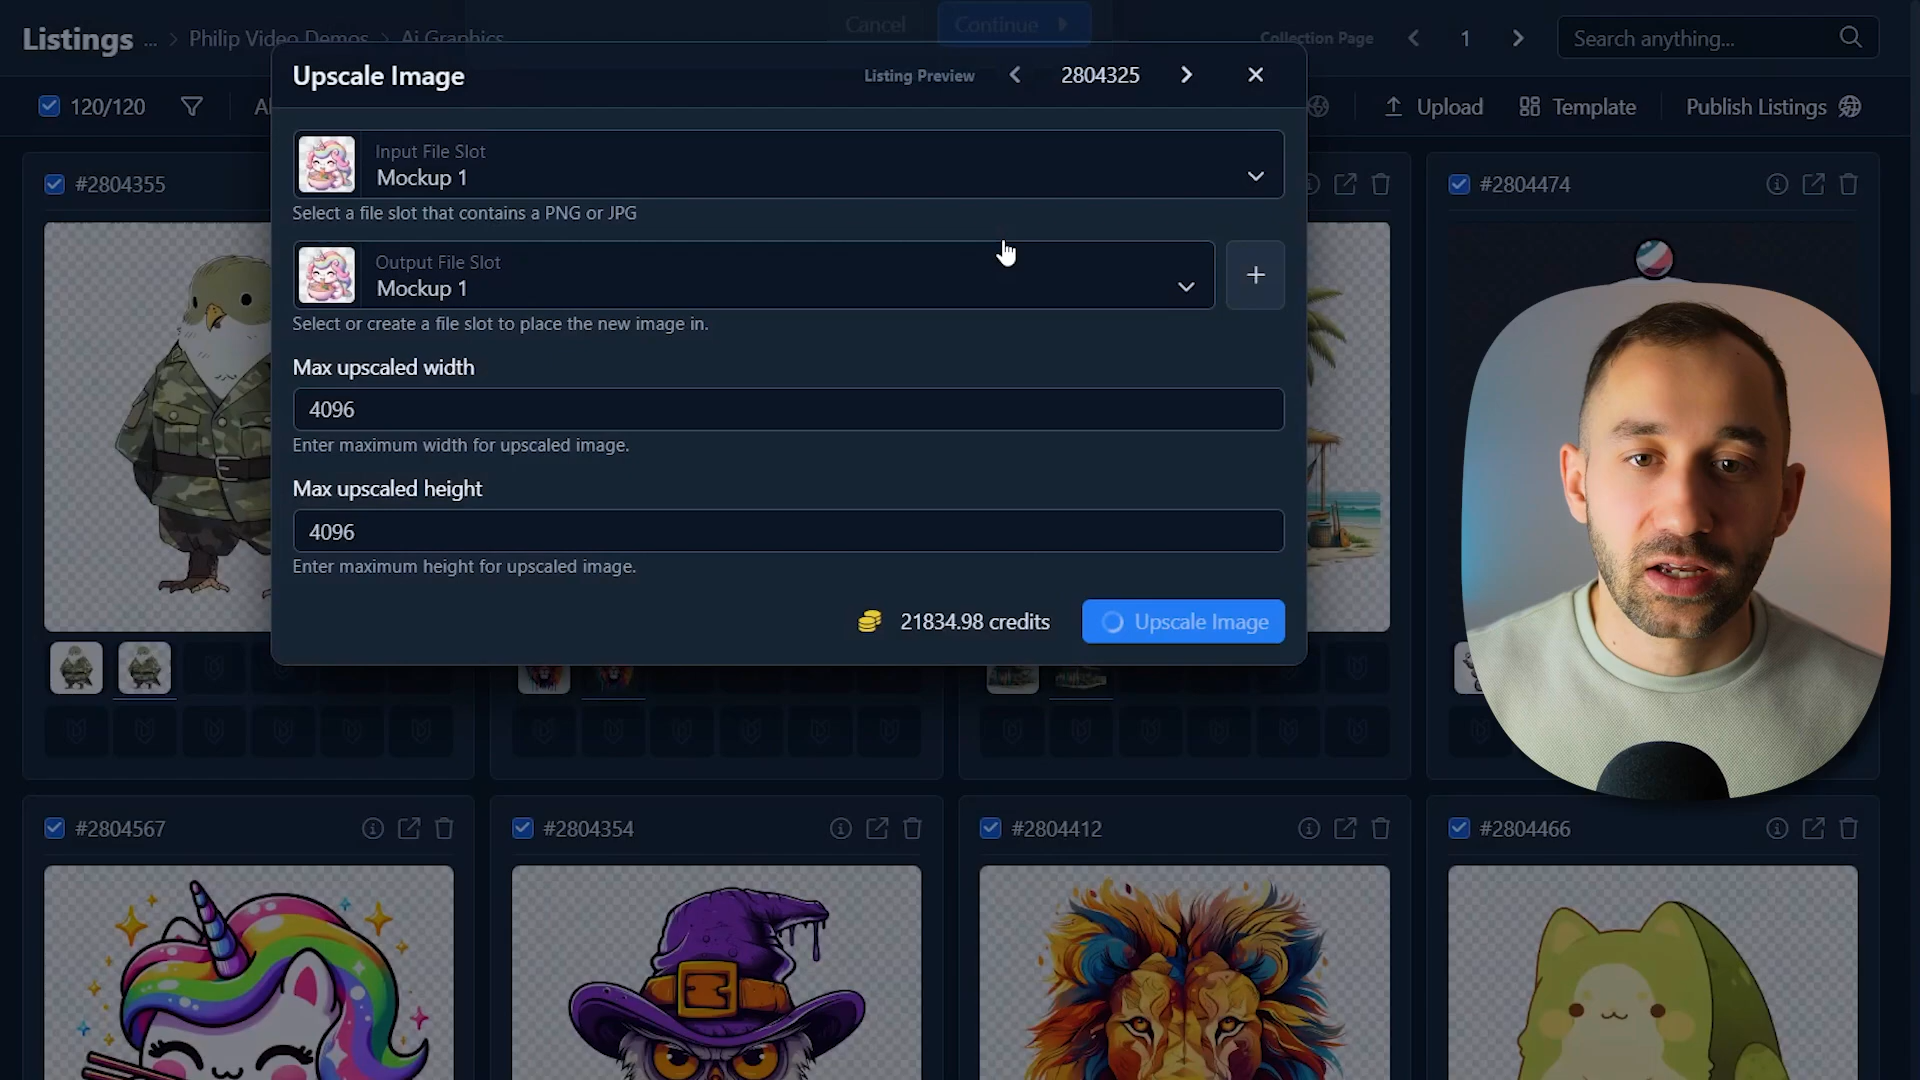 Cancel
Continue
Listings ... > Philip Video Demos > Ai Graphics
Collection Page
1
Search anything...
Upscale Image
Listing Preview
2804325
120/120
Upload
Template
Publish Listings
Input File Slot
Mockup 1
Select a file slot that contains a PNG or JPG
Output File Slot
Mockup 1
Select or create a file slot to place the new image in.
Max upscaled width
4096
Enter maximum width for upscaled image.
Max upscaled height
4096
Enter maximum height for upscaled image.
21834.98 credits
Upscale Image
#2804355
#2804474
#2804567
#2804354
#2804412
#2804466